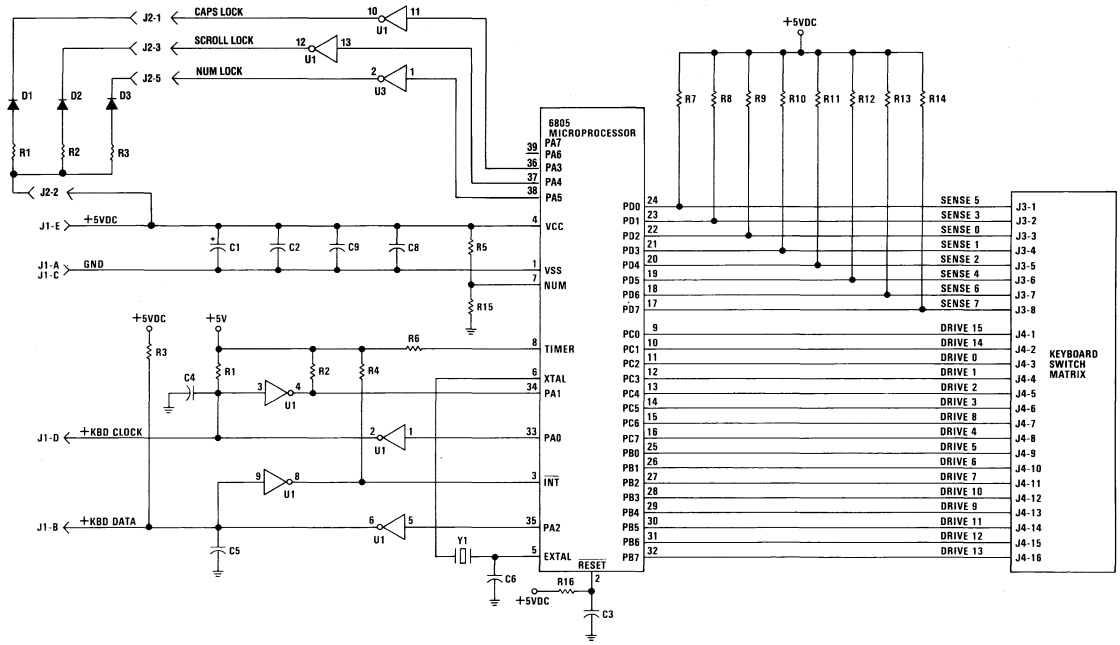 J2-1 CAPS LOCK 10 U1 11
J2-3 SCROLL LOCK 12 U1 13
J2-5 NUM LOCK 2 U3 1
+5VDC
D1 D2 D3
R1 R2 R3
J2-2
R7 R8 R9 R10 R11 R12 R13 R14
6805
MICROPROCESSOR
PA7
39 PA6
36 PA3
37 PA4
38 PA5
J1-E +5VDC 4 VCC
C1 C2 C9 C8 R5
J1-A GND 1 VSS
J1-C
7 NUM
R15
24 PD0 SENSE 5 J3-1
23 PD1 SENSE 3 J3-2
22 PD2 SENSE 0 J3-3
21 PD3 SENSE 1 J3-4
20 PD4 SENSE 2 J3-5
19 PD5 SENSE 4 J3-6
18 PD6 SENSE 6 J3-7
17 PD7 SENSE 7 J3-8
9 PC0 DRIVE 15 J4-1
10 PC1 DRIVE 14 J4-2
11 PC2 DRIVE 0 J4-3
12 PC3 DRIVE 1 J4-4
13 PC4 DRIVE 2 J4-5
14 PC5 DRIVE 3 J4-6
15 PC6 DRIVE 8 J4-7
16 PC7 DRIVE 4 J4-8
25 PB0 DRIVE 5 J4-9
26 PB1 DRIVE 6 J4-10
27 PB2 DRIVE 7 J4-11
28 PB3 DRIVE 10 J4-12
29 PB4 DRIVE 9 J4-13
30 PB5 DRIVE 11 J4-14
31 PB6 DRIVE 12 J4-15
32 PB7 DRIVE 13 J4-16
KEYBOARD
SWITCH
MATRIX
+5VDC +5V
R3 R1 R2 R4 R6
8 TIMER
6 XTAL
C4 3 U1 4 34 PA1
J1-D +KBD CLOCK 2 U1 1 33 PA0
9 U1 8 3 INT
J1-B +KBD DATA 6 U1 5 35 PA2
C5 Y1 5 EXTAL
C6
RESET
2
R16
+5VDC
C3